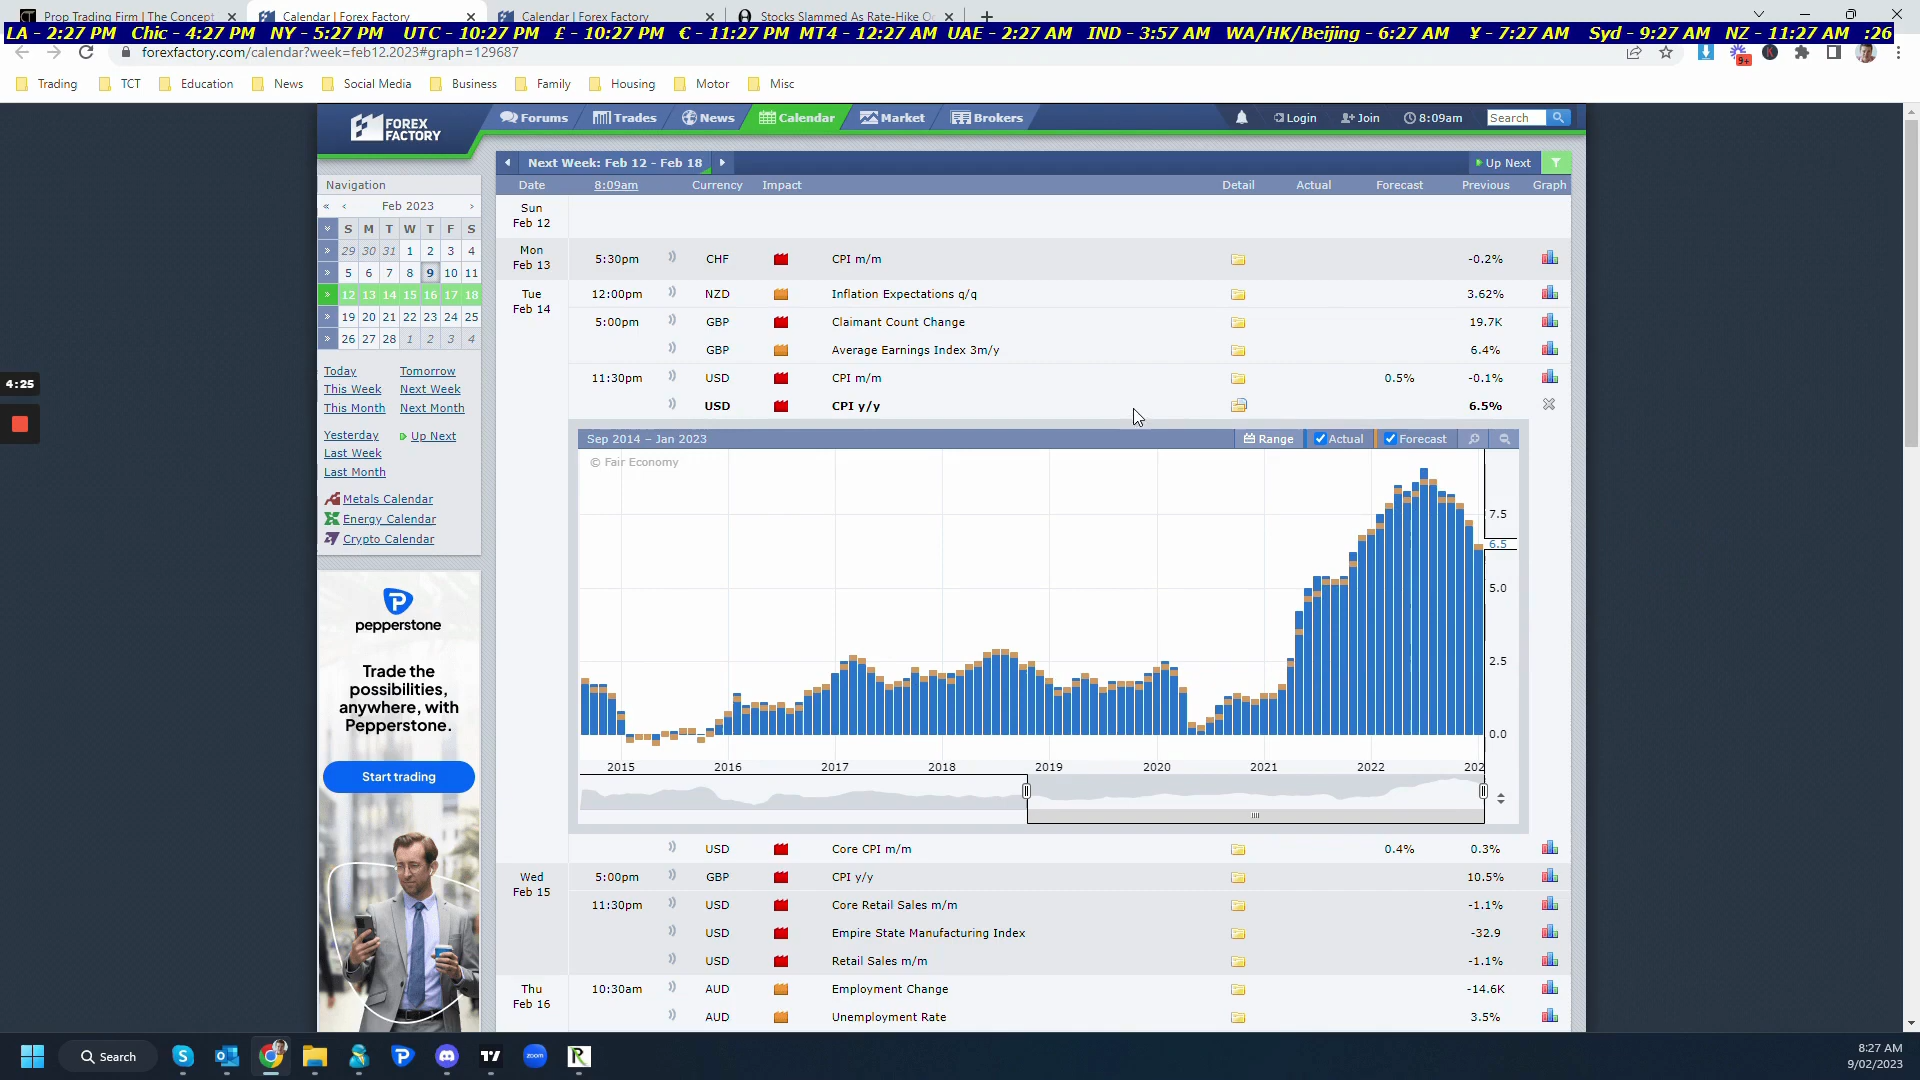 Prop Trading Firm | The Concept
Calendar | Forex Factory
Calendar | Forex Factory
Stocks Slammed As Rate-Hike O
LA - 2:27 PM Chic - 4:27 PM NY - 5:27 PM UTC - 10:27 PM £ - 10:27 PM € - 11:27 PM MT4 - 12:27 AM UAE - 2:27 AM IND - 3:57 AM WA/HK/Beijing - 6:27 AM ¥ - 7:27 AM Syd - 9:27 AM NZ - 11:27 AM :26
forexfactory.com/calendar?week=feb12.2023#graph=129687
9+
Trading TCT Education News Social Media Business Family Housing Motor Misc
FOREX
FACTORY
Forums Trades News Calendar Market Brokers Login Join 8:09am Search
Next Week: Feb 12 - Feb 18 Up Next
Date 8:09am Currency Impact Detail Actual Forecast Previous Graph
Navigation
« ‹ Feb 2023 ›
S M T W T F S
29 30 31 1 2 3 4
5 6 7 8 9 10 11
12 13 14 15 16 17 18
19 20 21 22 23 24 25
26 27 28 1 2 3 4
Today Tomorrow
This Week Next Week
This Month Next Month
Yesterday Up Next
Last Week
Last Month
Metals Calendar
Energy Calendar
Crypto Calendar
4:25
pepperstone
Trade the
possibilities,
anywhere, with
Pepperstone.
Start trading
Sun
Feb 12
Mon
Feb 13
5:30pm CHF CPI m/m -0.2%
Tue
Feb 14
12:00pm NZD Inflation Expectations q/q 3.62%
5:00pm GBP Claimant Count Change 19.7K
GBP Average Earnings Index 3m/y 6.4%
11:30pm USD CPI m/m 0.5% -0.1%
USD CPI y/y 6.5%
Sep 2014 – Jan 2023 Range Actual Forecast
© Fair Economy
7.5
6.5
5.0
2.5
0.0
2015 2016 2017 2018 2019 2020 2021 2022 202
USD Core CPI m/m 0.4% 0.3%
Wed
Feb 15
5:00pm GBP CPI y/y 10.5%
11:30pm USD Core Retail Sales m/m -1.1%
USD Empire State Manufacturing Index -32.9
USD Retail Sales m/m -1.1%
Thu
Feb 16
10:30am AUD Employment Change -14.6K
AUD Unemployment Rate 3.5%
Search
zoom
8:27 AM
9/02/2023